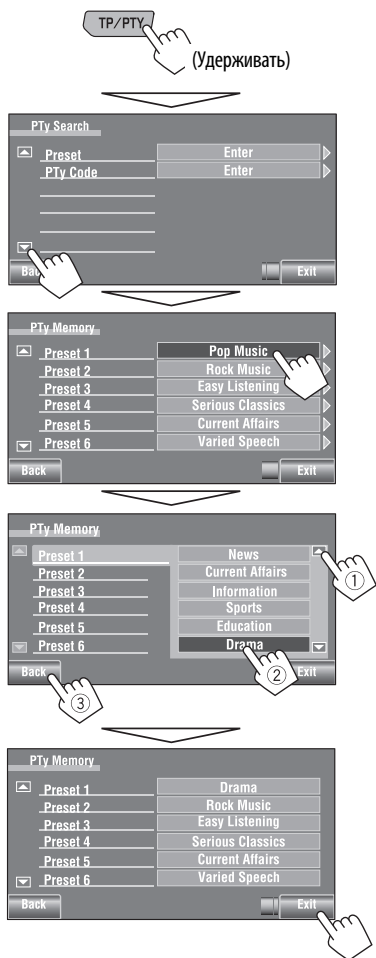 TP/PTY
(Удерживать)
PTy Search
Preset Enter
PTy Code Enter
Exit
PTy Memory
Preset 1 Pop Music
Preset 2 Rock Music
Preset 3 Easy Listening
Preset 4 Serious Classics
Preset 5 Current Affairs
Preset 6 Varied Speech
Back Exit
PTy Memory
Preset 1 News
Preset 2 Current Affairs
Preset 3 Information
Preset 4 Sports
Preset 5 Education
Preset 6 Drama
Back Exit
① ② ③
PTy Memory
Preset 1 Drama
Preset 2 Rock Music
Preset 3 Easy Listening
Preset 4 Serious Classics
Preset 5 Current Affairs
Preset 6 Varied Speech
Back Exit